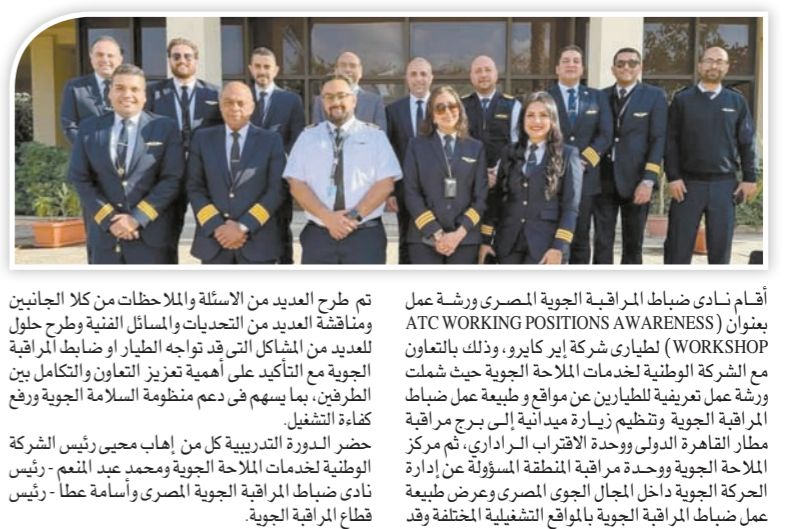 أقام نادى ضباط المراقبة الجوية المصرى ورشة عمل
بعنوان ( ATC WORKING POSITIONS AWARENESS
WORKSHOP ) لطيارى شركة إير كايرو، وذلك بالتعاون
مع الشركة الوطنية لخدمات الملاحة الجوية حيث شملت
ورشة عمل تعريفية للطيارين عن مواقع و طبيعة عمل ضباط
المراقبة الجوية وتنظيم زيارة ميدانية إلى برج مراقبة
مطار القاهرة الدولى ووحدة الاقتراب الرادارى، ثم مركز
الملاحة الجوية ووحدة مراقبة المنطقة المسؤولة عن إدارة
الحركة الجوية داخل المجال الجوى المصرى وعرض طبيعة
عمل ضباط المراقبة الجوية بالمواقع التشغيلية المختلفة وقد
تم طرح العديد من الاسئلة والملاحظات من كلا الجانبين
ومناقشة العديد من التحديات والمسائل الفنية وطرح حلول
للعديد من المشاكل التى قد تواجه الطيار او ضابط المراقبة
الجوية مع التأكيد على أهمية تعزيز التعاون والتكامل بين
الطرفين، بما يسهم فى دعم منظومة السلامة الجوية ورفع
كفاءة التشغيل.
حضر الدورة التدريبية كل من إهاب محيى رئيس الشركة
الوطنية لخدمات الملاحة الجوية ومحمد عبد المنعم - رئيس
نادى ضباط المراقبة الجوية المصرى وأسامة عطا - رئيس
قطاع المراقبة الجوية.